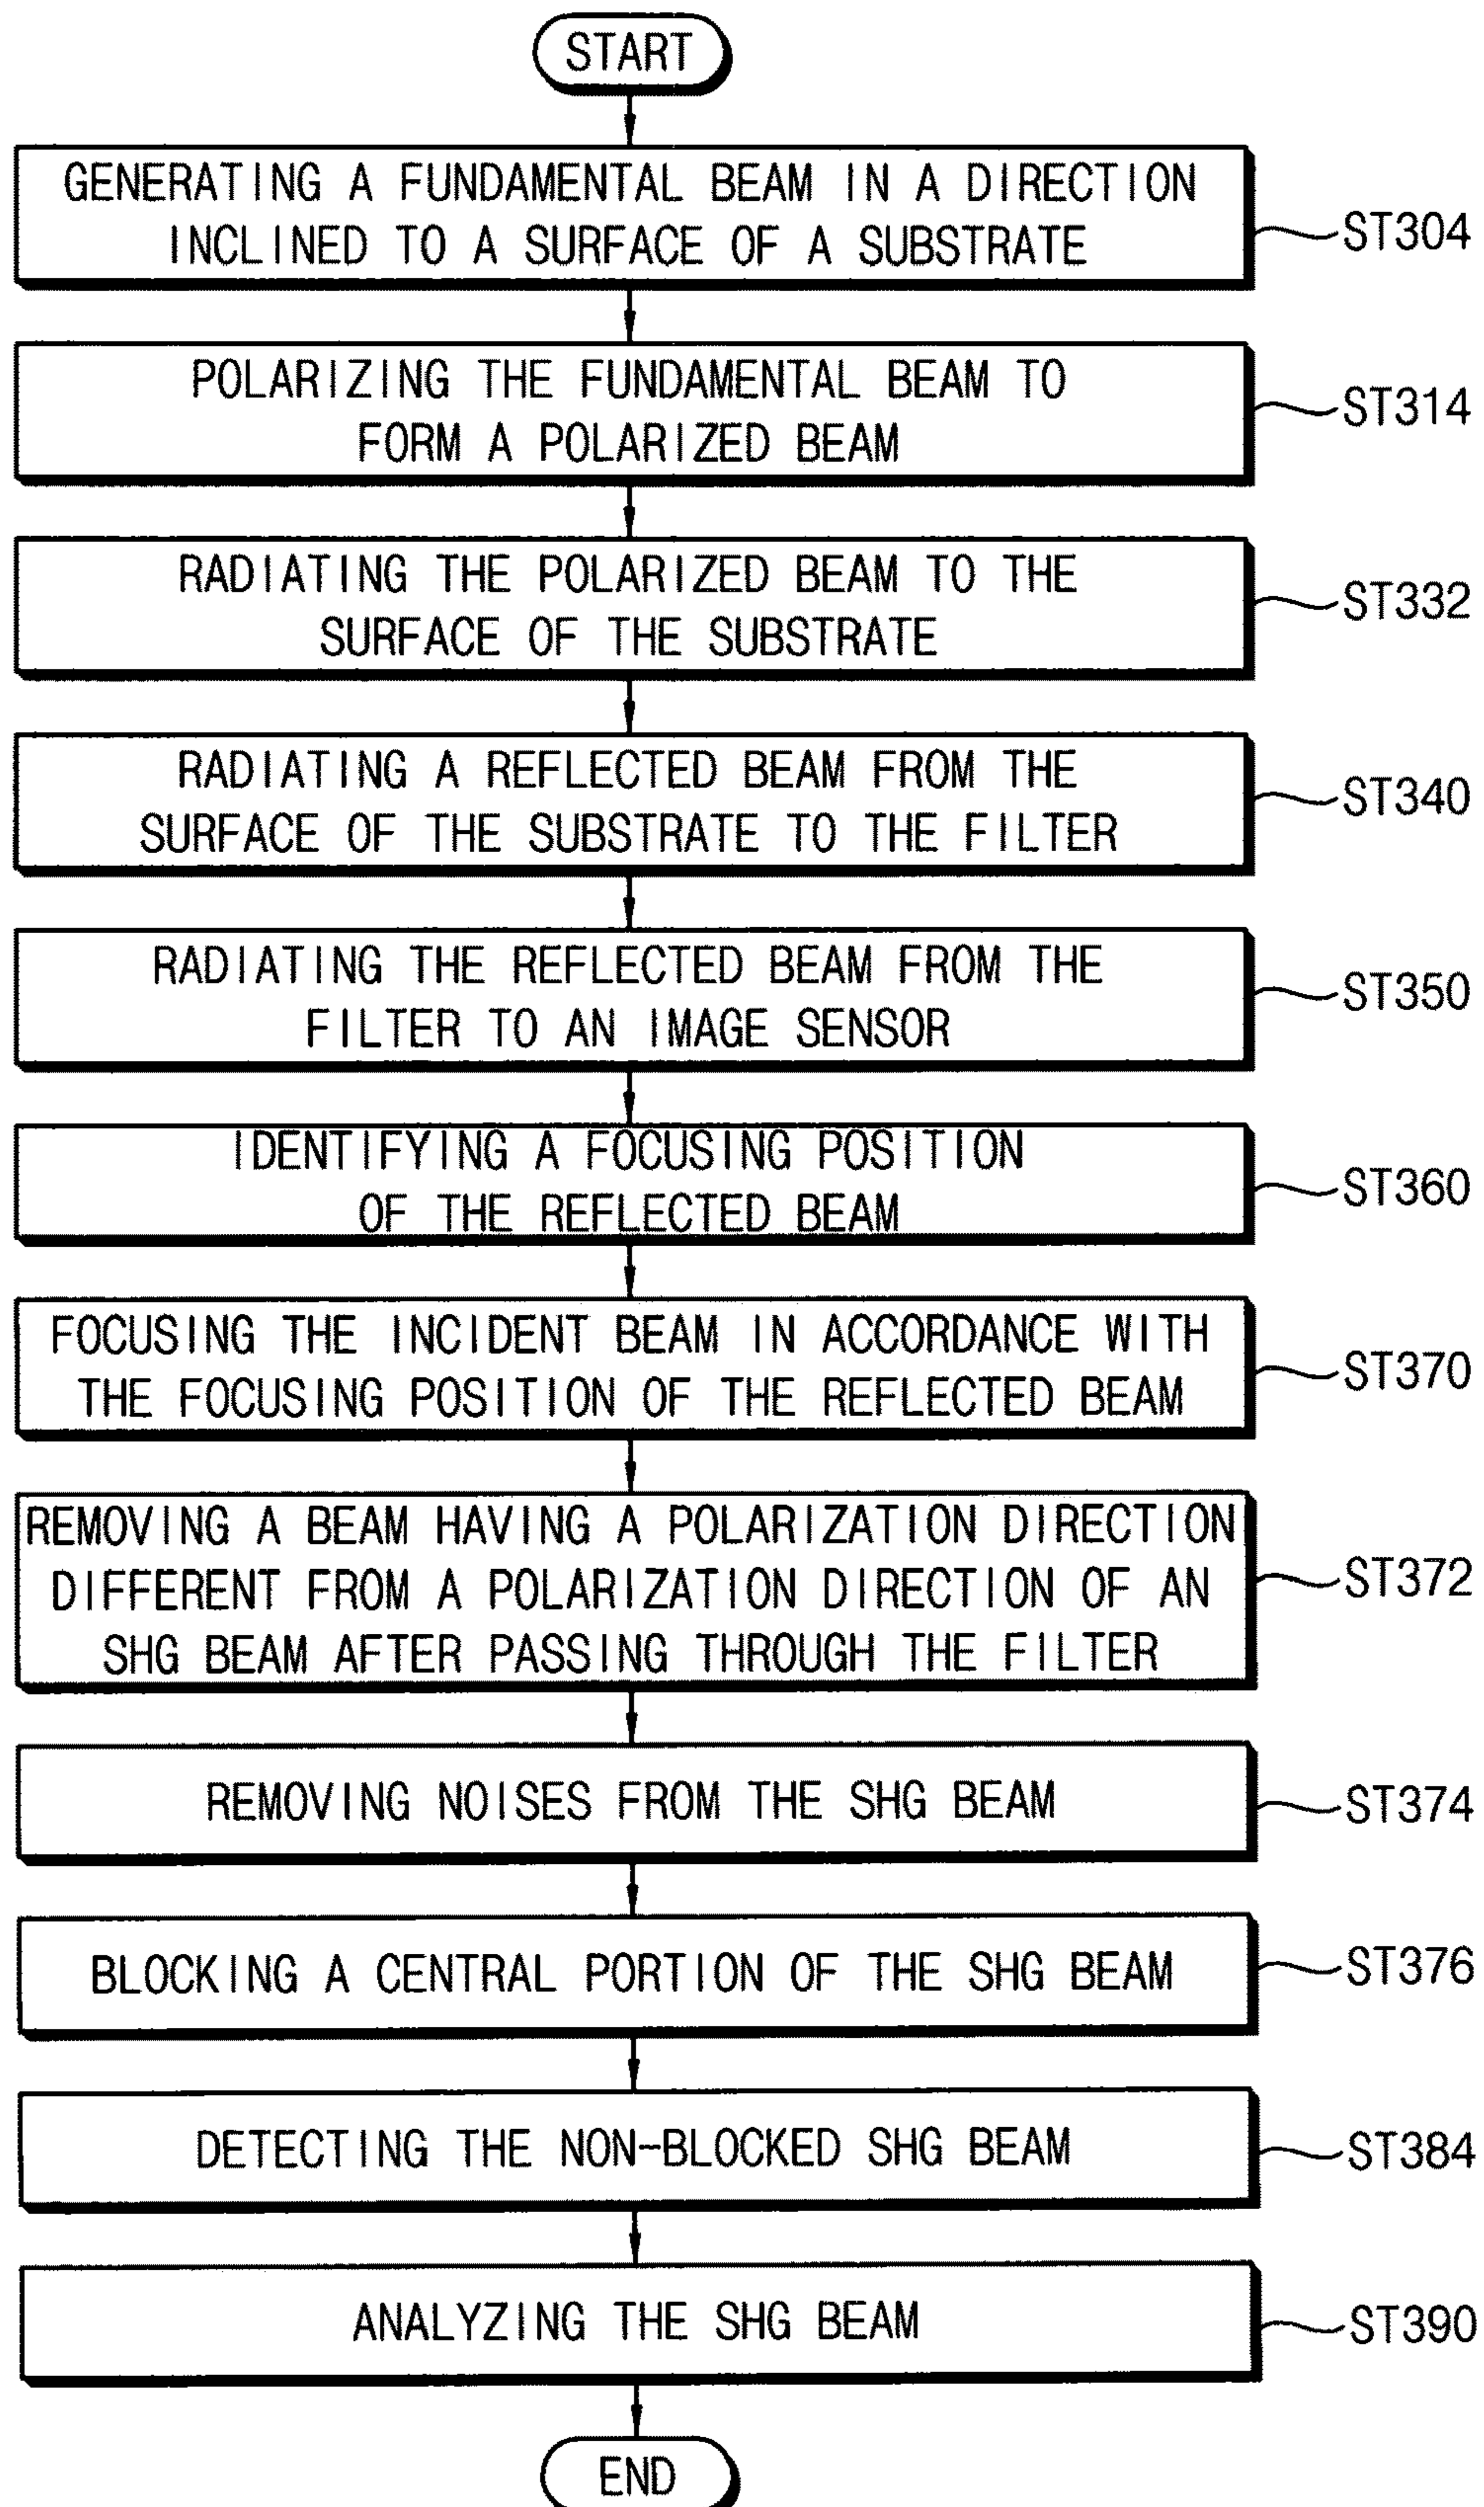 START
GENERATING A FUNDAMENTAL BEAM IN A DIRECTION
INCLINED TO A SURFACE OF A SUBSTRATE
ST304
POLARIZING THE FUNDAMENTAL BEAM TO
FORM A POLARIZED BEAM
ST314
RADIATING THE POLARIZED BEAM TO THE
SURFACE OF THE SUBSTRATE
ST332
RADIATING A REFLECTED BEAM FROM THE
SURFACE OF THE SUBSTRATE TO THE FILTER
ST340
RADIATING THE REFLECTED BEAM FROM THE
FILTER TO AN IMAGE SENSOR
ST350
IDENTIFYING A FOCUSING POSITION
OF THE REFLECTED BEAM
ST360
FOCUSING THE INCIDENT BEAM IN ACCORDANCE WITH
THE FOCUSING POSITION OF THE REFLECTED BEAM
ST370
REMOVING A BEAM HAVING A POLARIZATION DIRECTION
DIFFERENT FROM A POLARIZATION DIRECTION OF AN
SHG BEAM AFTER PASSING THROUGH THE FILTER
ST372
REMOVING NOISES FROM THE SHG BEAM
ST374
BLOCKING A CENTRAL PORTION OF THE SHG BEAM
ST376
DETECTING THE NON-BLOCKED SHG BEAM
ST384
ANALYZING THE SHG BEAM
ST390
END